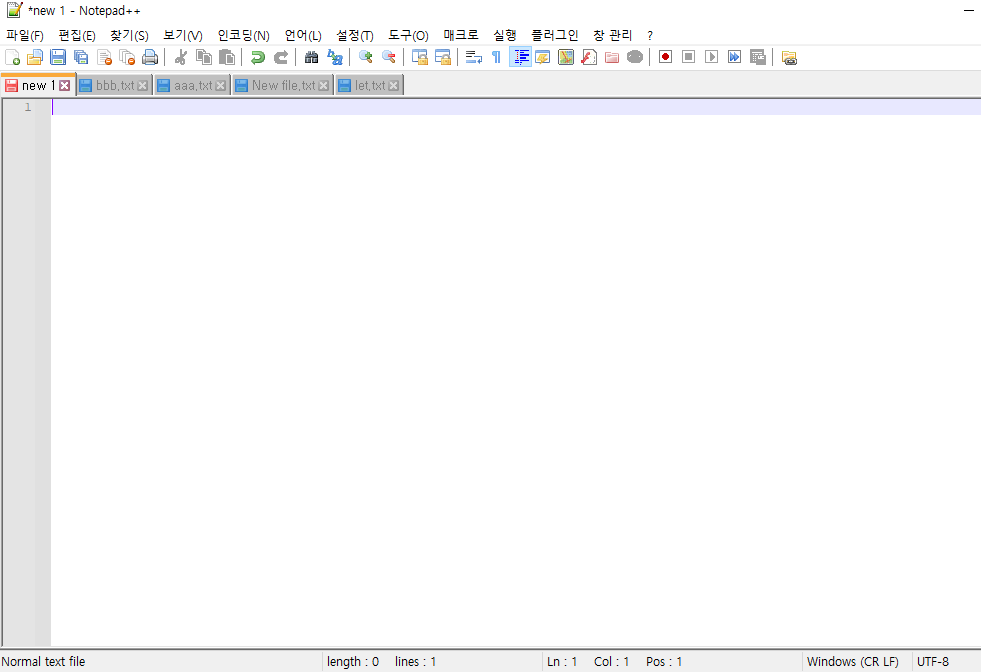 *new 1 - Notepad++
파일(F) 편집(E) 찾기(S) 보기(V) 인코딩(N) 언어(L) 설정(T) 도구(O) 매크로 실행 플러그인 창 관리 ?
new 1 bbb.txt aaa.txt New file.txt let.txt
1
Normal text file length : 0 lines : 1 Ln : 1 Col : 1 Pos : 1 Windows (CR LF) UTF-8